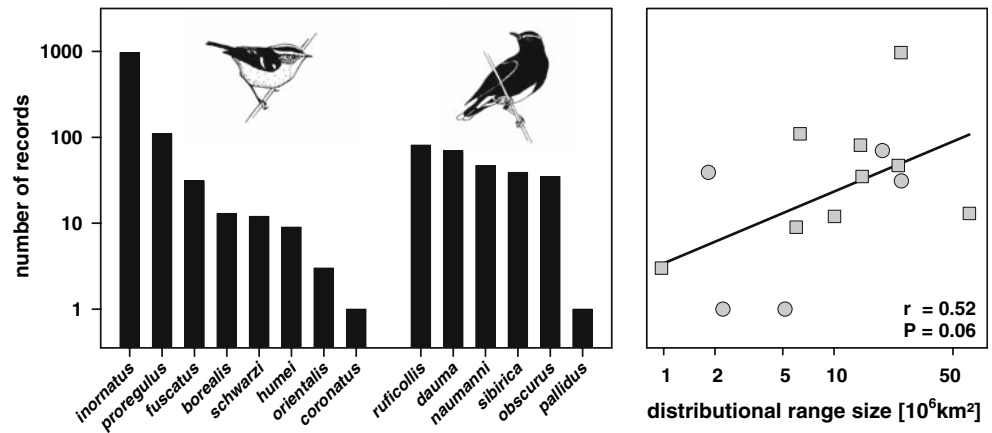 number of records
1000
100
10
1
inornatus
proregulus
fuscatus
borealis
schwarzi
humei
orientalis
coronatus
ruficollis
dauma
naumanni
sibirica
obscurus
pallidus
r = 0.52
P = 0.06
1 2 5 10 50
distributional range size [10⁶km²]